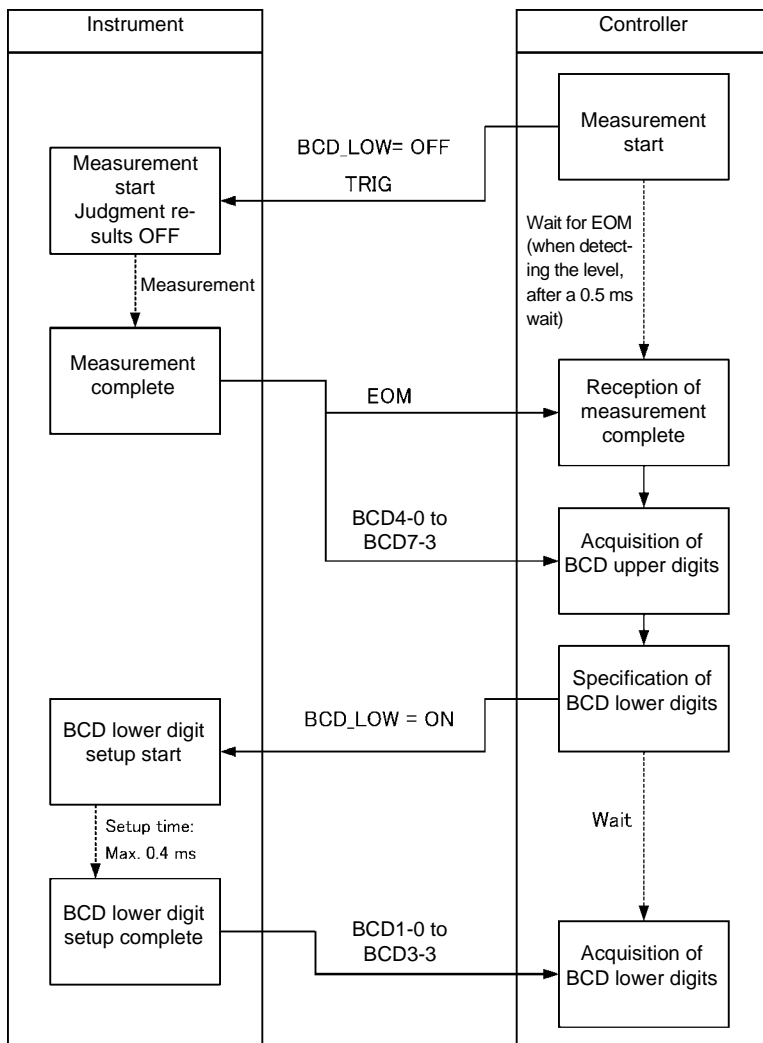 Instrument
Controller
Measurement
start
BCD_LOW= OFF
TRIG
Measurement
start
Judgment re-
sults OFF
Wait for EOM
(when detect-
ing the level,
after a 0.5 ms
wait)
Measurement
Measurement
complete
EOM
Reception of
measurement
complete
BCD4-0 to
BCD7-3
Acquisition of
BCD upper digits
Specification of
BCD lower digits
BCD_LOW = ON
BCD lower digit
setup start
Setup time:
Max. 0.4 ms
Wait
BCD lower digit
setup complete
BCD1-0 to
BCD3-3
Acquisition of
BCD lower digits